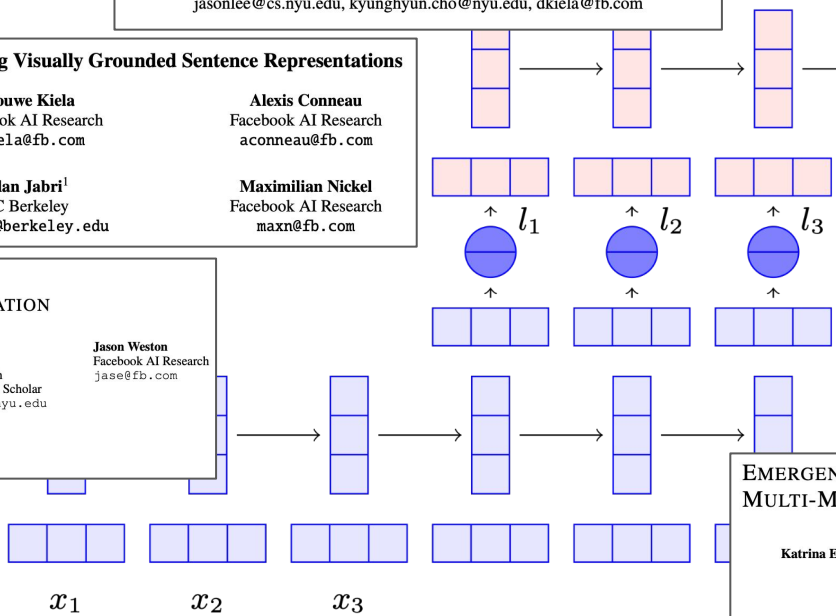 jasonlee@cs.nyu.edu, kyunghyun.cho@nyu.edu, dkiela@fb.com
g Visually Grounded Sentence Representations
ouwe Kiela
ok AI Research
ela@fb.com
Alexis Conneau
Facebook AI Research
aconneau@fb.com
lan Jabri¹
C Berkeley
@berkeley.edu
Maximilian Nickel
Facebook AI Research
maxn@fb.com
l₁
l₂
l₃
ATION
Jason Weston
Facebook AI Research
jase@fb.com
n
Scholar
yu.edu
EMERGEN
MULTI-M
Katrina E
x₁
x₂
x₃